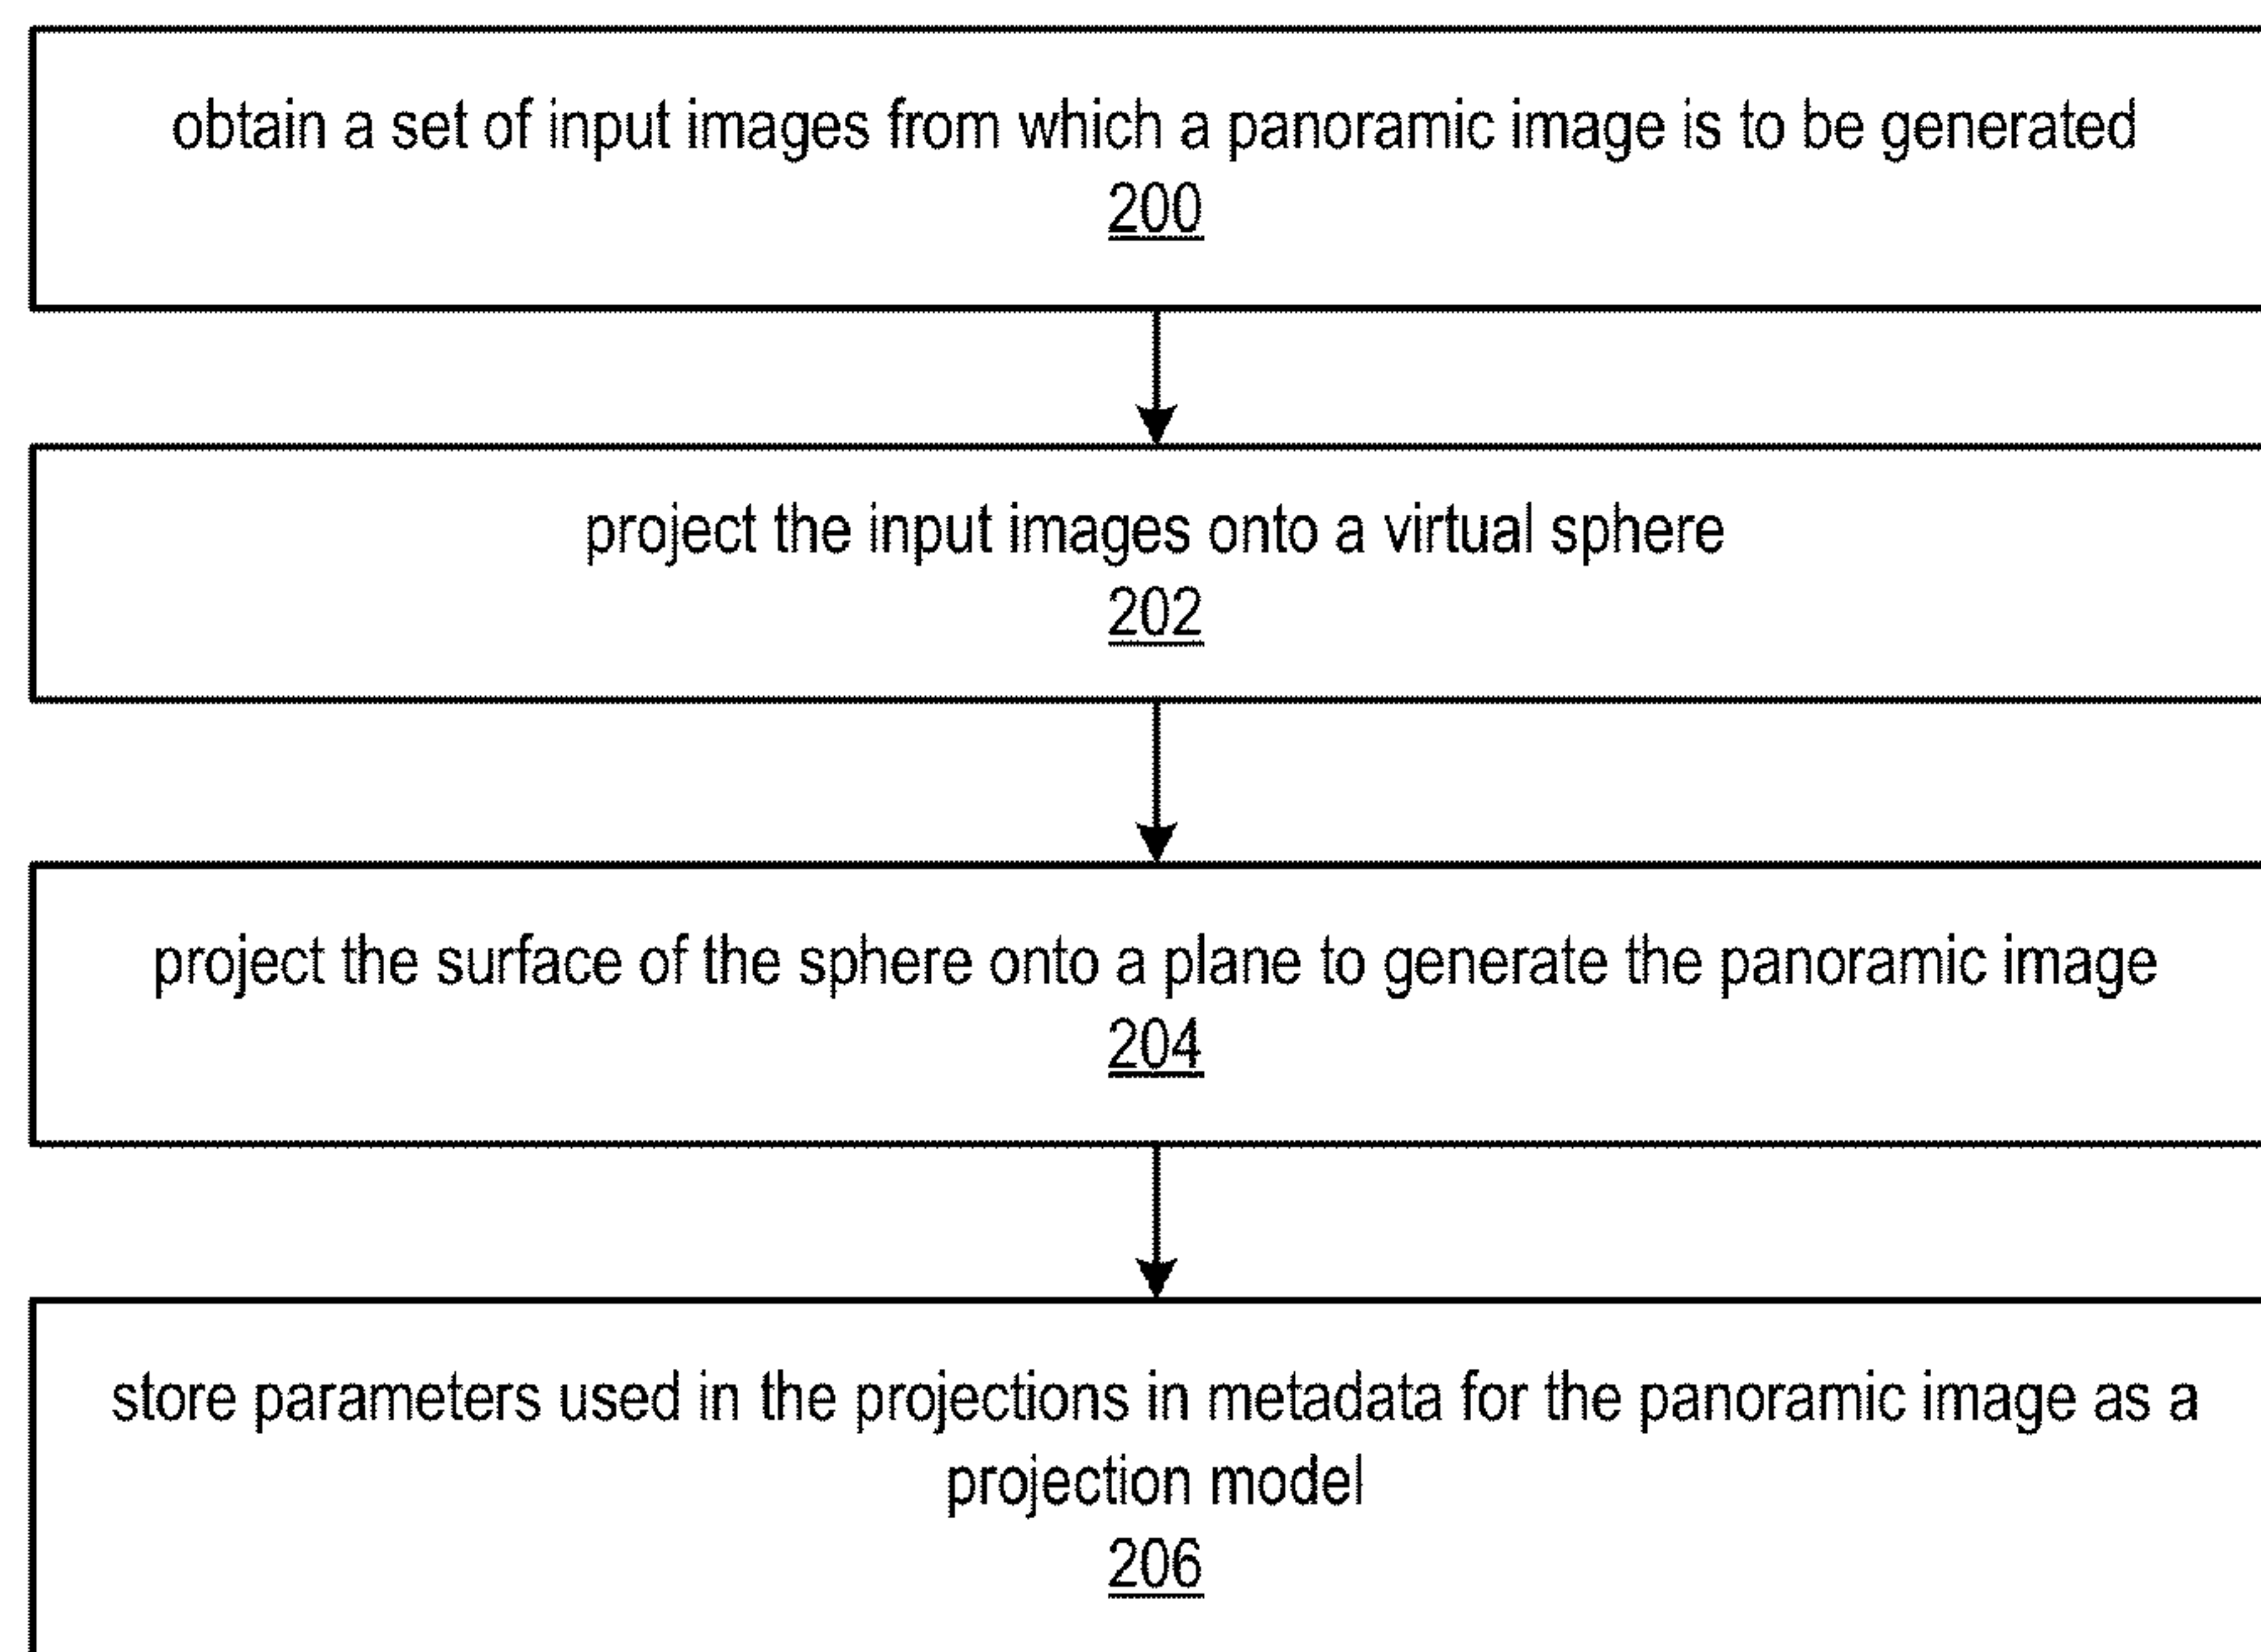 obtain a set of input images from which a panoramic image is to be generated
200
project the input images onto a virtual sphere
202
project the surface of the sphere onto a plane to generate the panoramic image
204
store parameters used in the projections in metadata for the panoramic image as a
projection model
206